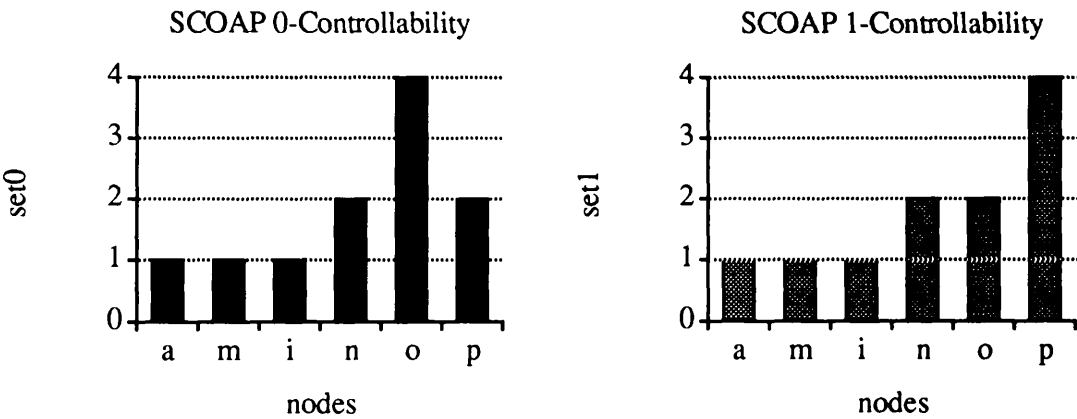 SCOAP 0-Controllability
4
3
2
1
0
set0
a m i n o p
nodes
SCOAP 1-Controllability
4
3
2
1
0
set1
a m i n o p
nodes